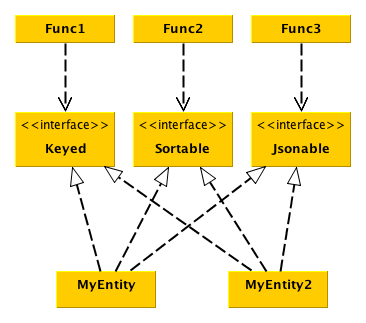 Func1
Func2
Func3
<<interface>>
Keyed
<<interface>>
Sortable
<<interface>>
Jsonable
MyEntity
MyEntity2